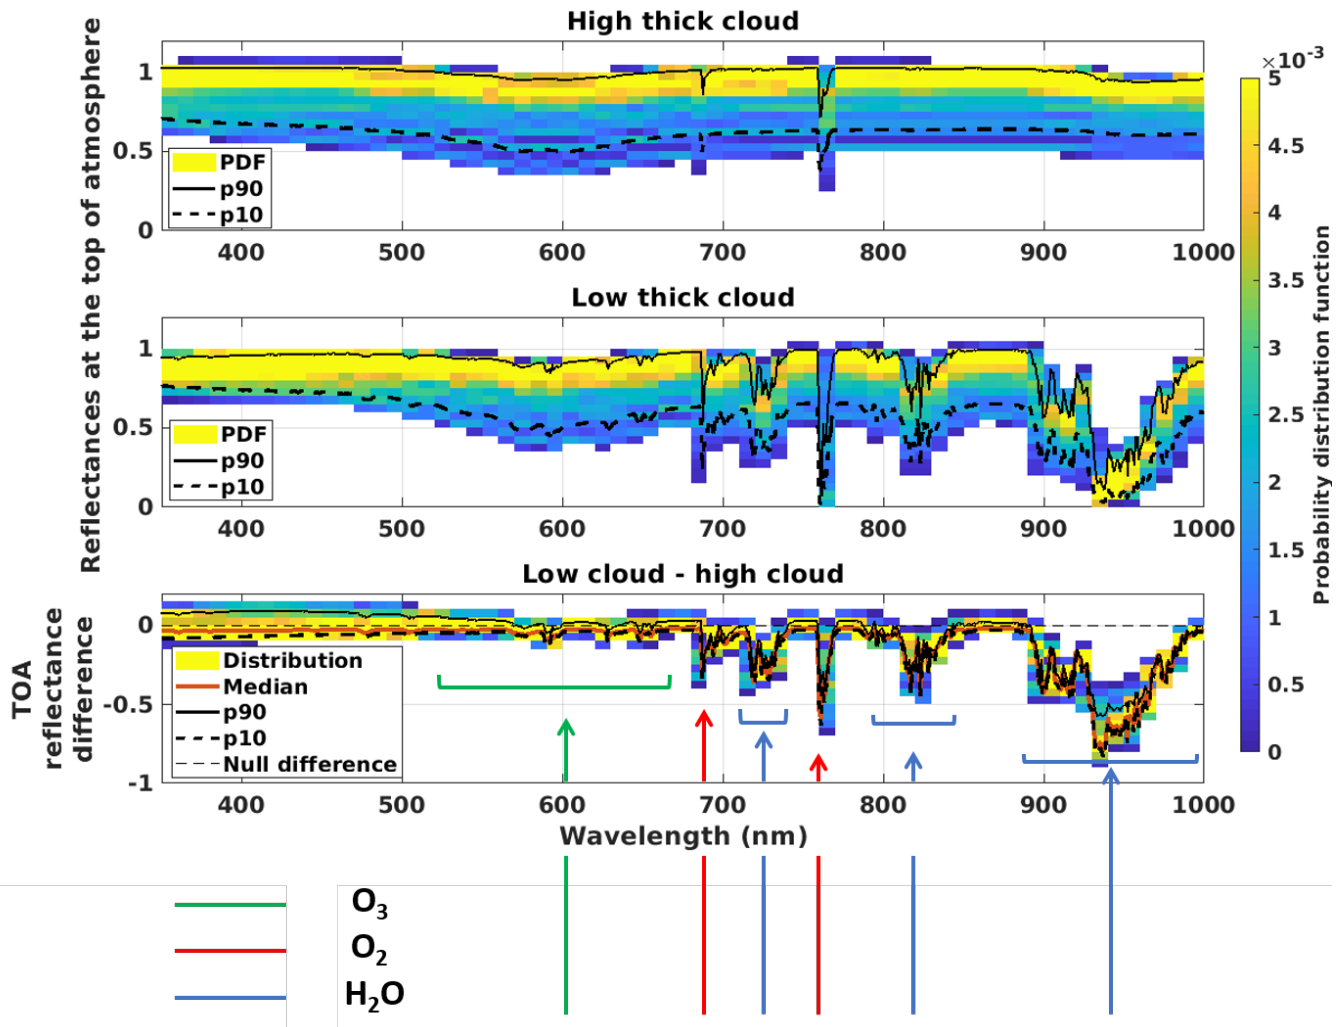 High thick cloud
Reflectances at the top of atmosphere
1
0.5
0
PDF
p90
p10
400 500 600 700 800 900 1000
Low thick cloud
1
0.5
0
PDF
p90
p10
400 500 600 700 800 900 1000
Low cloud - high cloud
TOA
reflectance
difference
0
-0.5
-1
Distribution
Median
p90
p10
Null difference
400 500 600 700 800 900 1000
Wavelength (nm)
×10⁻³
5
4.5
4
3.5
3
2.5
2
1.5
1
0.5
0
Probability distribution function
O₃
O₂
H₂O